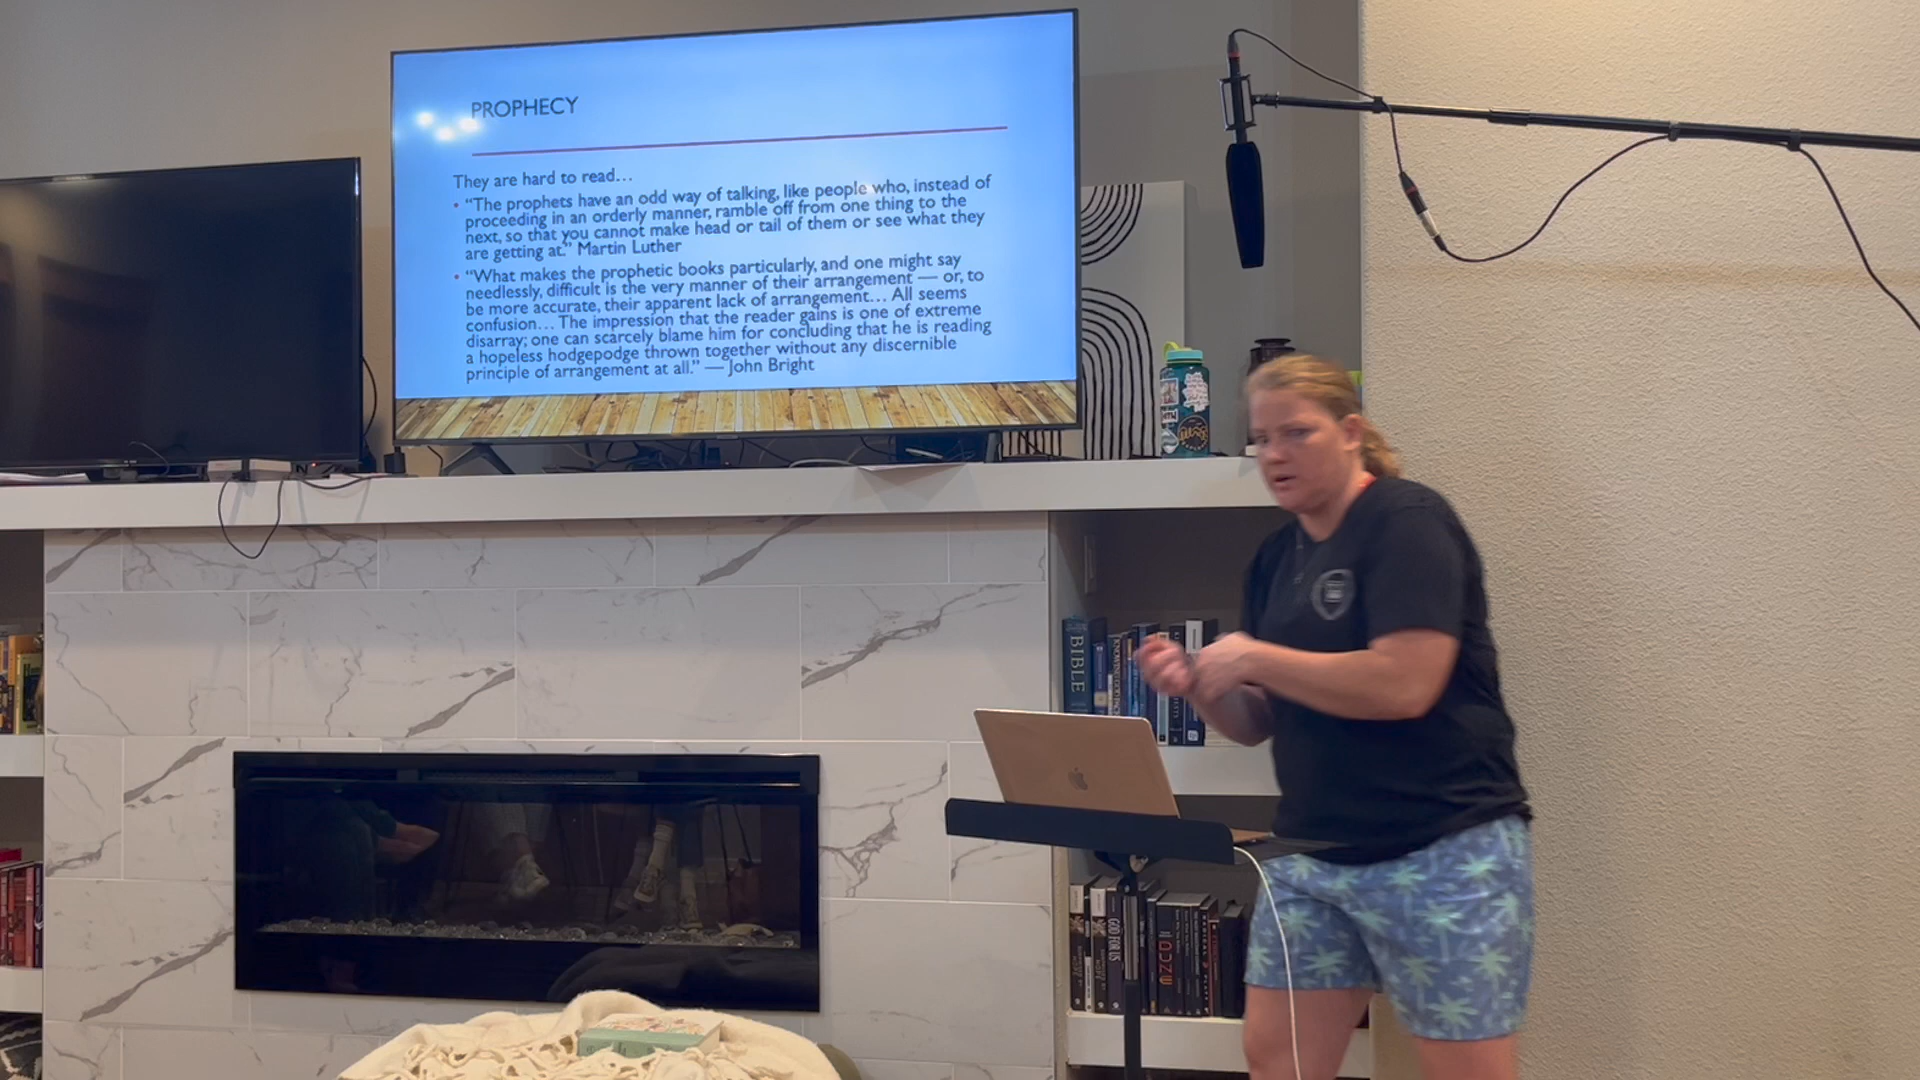 PROPHECY
They are hard to read...
• “The prophets have an odd way of talking, like people who, instead of
proceeding in an orderly manner, ramble off from one thing to the
next, so that you cannot make head or tail of them or see what they
are getting at.” Martin Luther
• “What makes the prophetic books particularly, and one might say
needlessly, difficult is the very manner of their arrangement — or, to
be more accurate, their apparent lack of arrangement… All seems
confusion… The impression that the reader gains is one of extreme
disarray; one can scarcely blame him for concluding that he is reading
a hopeless hodgepodge thrown together without any discernible
principle of arrangement at all.” — John Bright
BIBLE
KNOWING GOD
GOD FOR US
DUNE